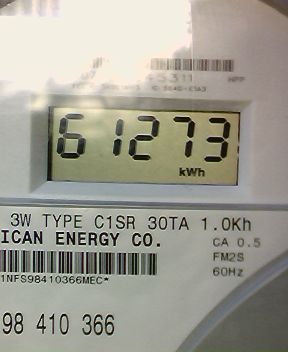 61273
kWh
3W TYPE C1SR 30TA 1.0Kh
ICAN ENERGY CO.
CA 0.5
FM2S
60Hz
1NFS98410366MEC*
98 410 366